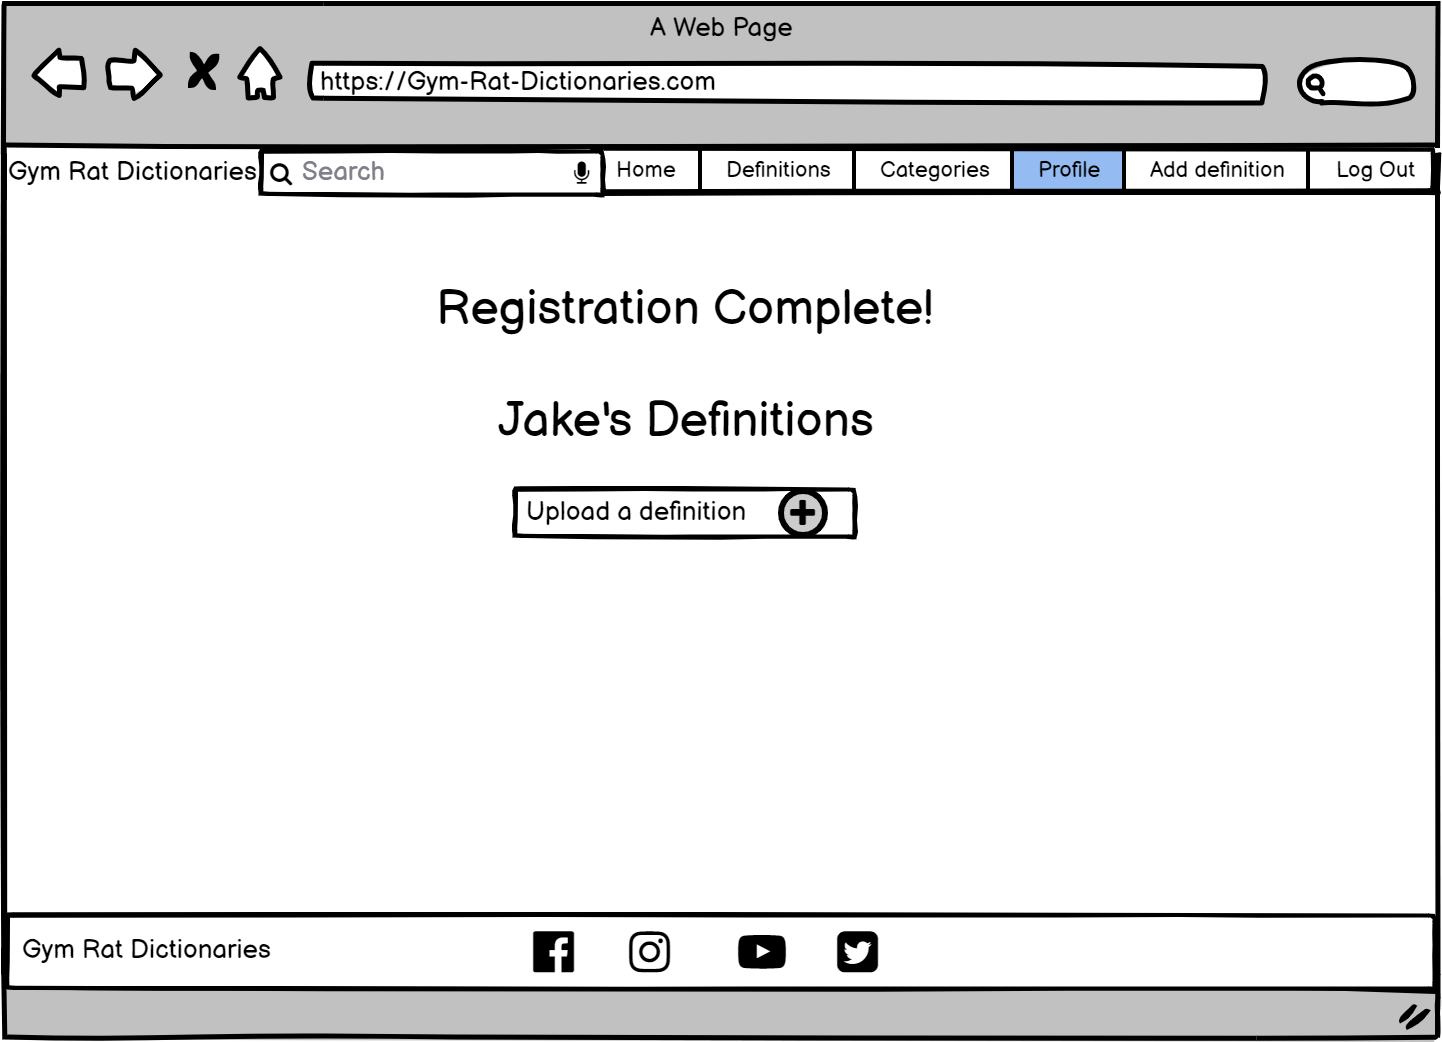 A Web Page
https://Gym-Rat-Dictionaries.com
Gym Rat Dictionaries Search Home Definitions Categories Profile Add definition Log Out
Registration Complete!
Jake's Definitions
Upload a definition
Gym Rat Dictionaries